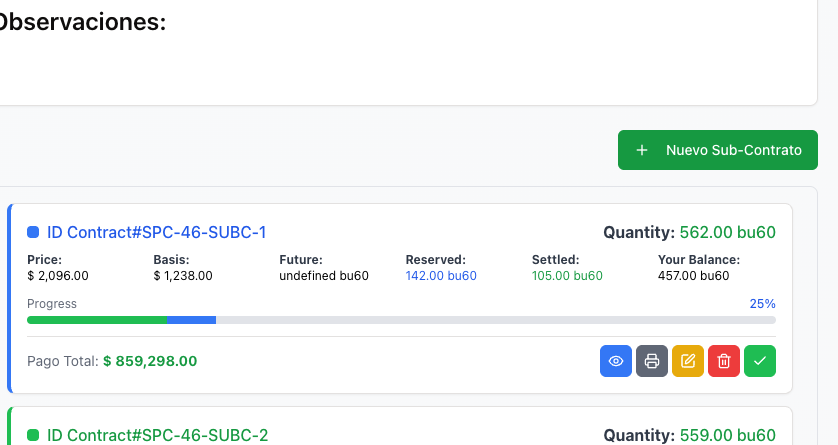 Observaciones:
+ Nuevo Sub-Contrato
ID Contract#SPC-46-SUBC-1 Quantity: 562.00 bu60
Price: Basis: Future: Reserved: Settled: Your Balance:
$ 2,096.00 $ 1,238.00 undefined bu60 142.00 bu60 105.00 bu60 457.00 bu60
Progress 25%
Pago Total: $ 859,298.00
ID Contract#SPC-46-SUBC-2 Quantity: 559.00 bu60